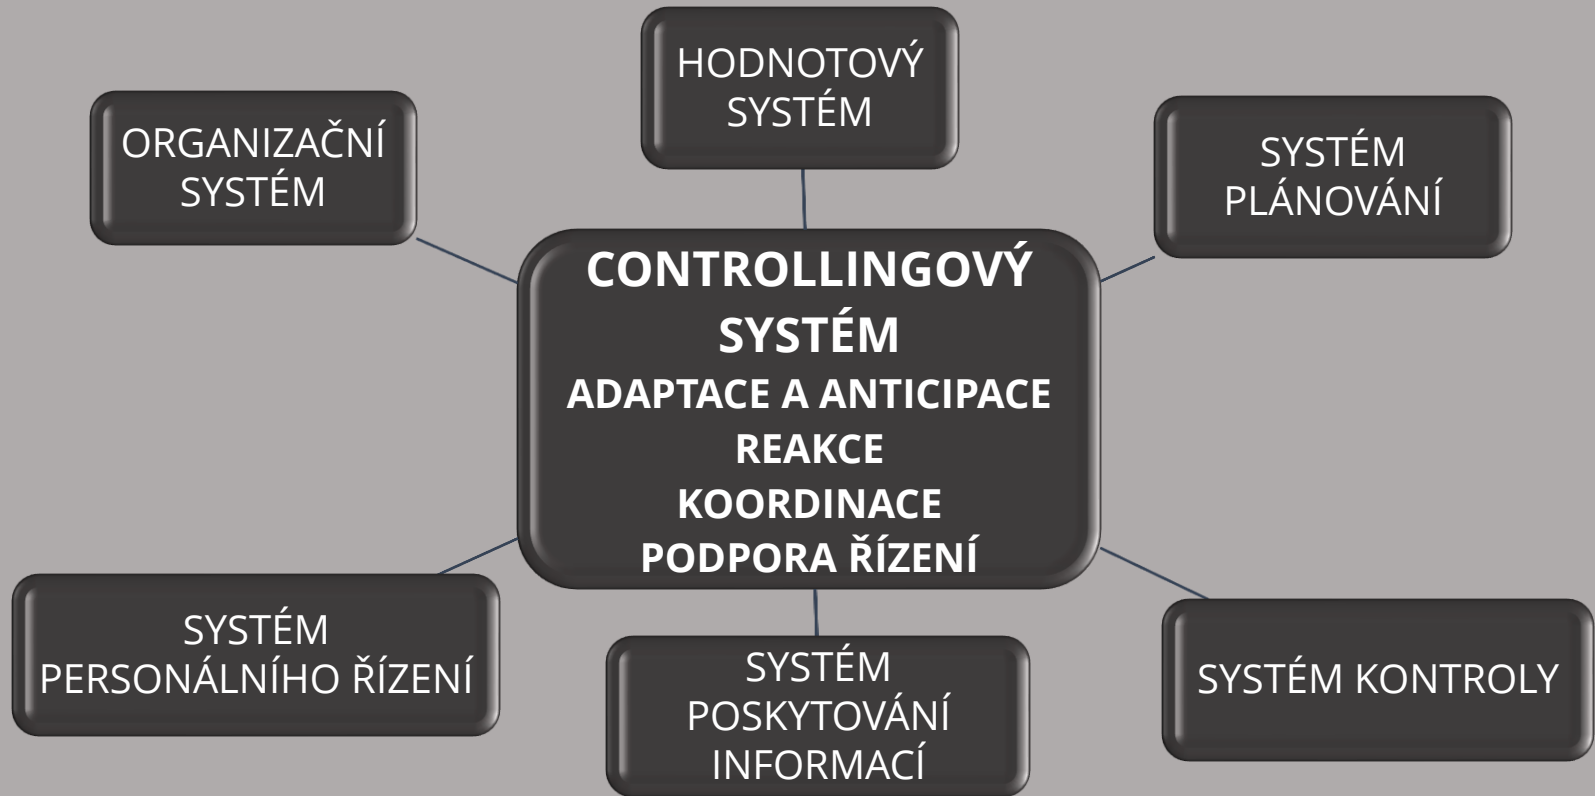 HODNOTOVÝ
SYSTÉM
ORGANIZAČNÍ
SYSTÉM
SYSTÉM
PLÁNOVÁNÍ
CONTROLLINGOVÝ
SYSTÉM
ADAPTACE A ANTICIPACE
REAKCE
KOORDINACE
PODPORA ŘÍZENÍ
SYSTÉM
PERSONÁLNÍHO ŘÍZENÍ
SYSTÉM
POSKYTOVÁNÍ
INFORMACÍ
SYSTÉM KONTROLY